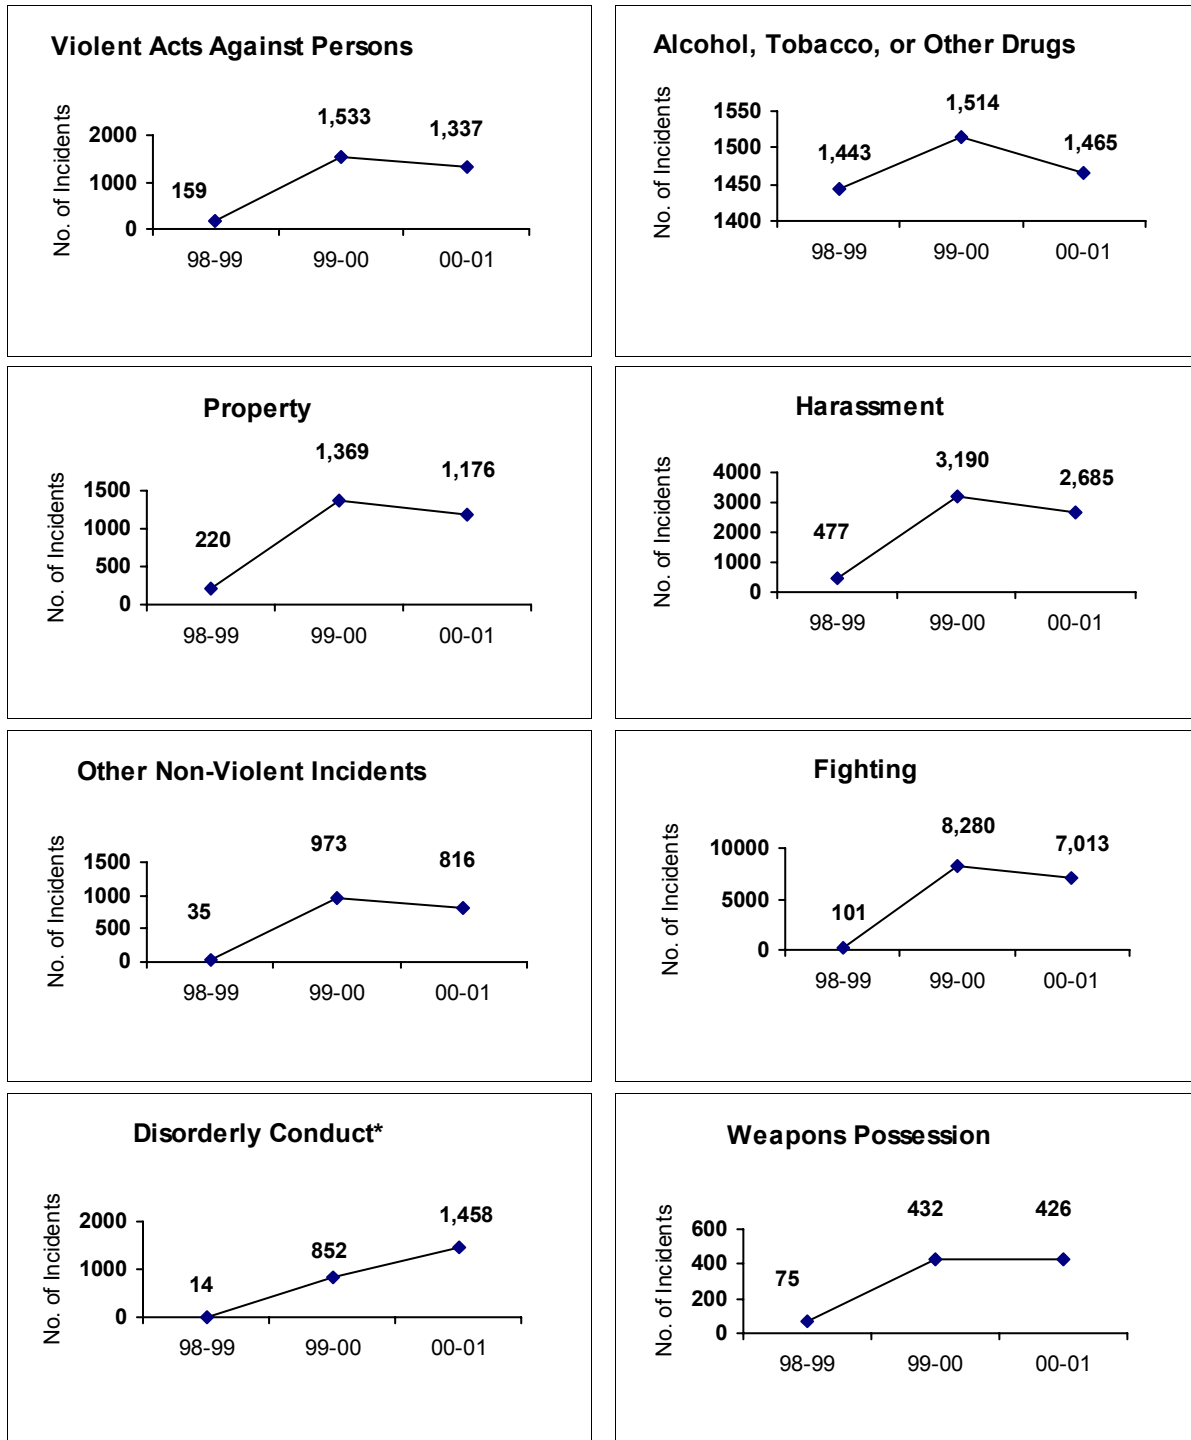 Violent Acts Against Persons
No. of Incidents
2000
1000
0
159
1,533
1,337
98-99 99-00 00-01
Alcohol, Tobacco, or Other Drugs
No. of Incidents
1550
1500
1450
1400
1,443
1,514
1,465
98-99 99-00 00-01
Property
No. of Incidents
1500
1000
500
0
220
1,369
1,176
98-99 99-00 00-01
Harassment
No. of Incidents
4000
3000
2000
1000
0
477
3,190
2,685
98-99 99-00 00-01
Other Non-Violent Incidents
No. of Incidents
1500
1000
500
0
35
973
816
98-99 99-00 00-01
Fighting
No. of Incidents
10000
5000
0
101
8,280
7,013
98-99 99-00 00-01
Disorderly Conduct*
No. of Incidents
2000
1000
0
14
852
1,458
98-99 99-00 00-01
Weapons Possession
No. of Incidents
600
400
200
0
75
432
426
98-99 99-00 00-01